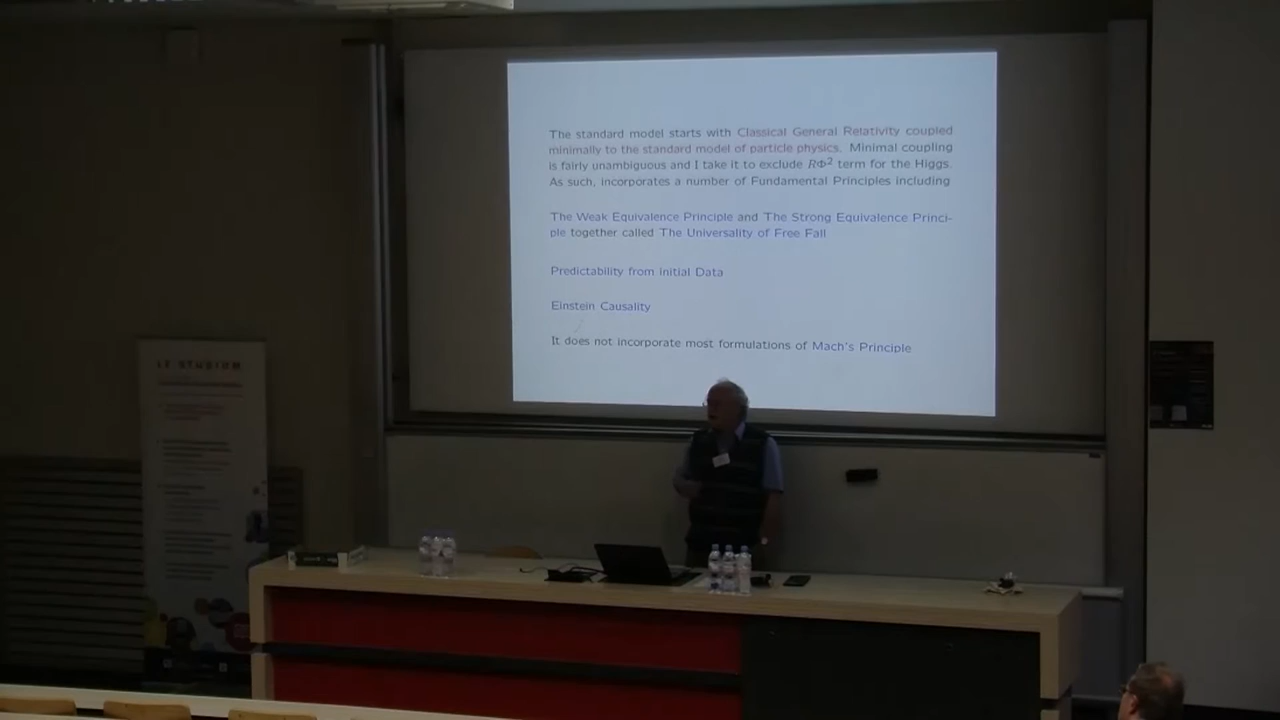 The standard model starts with Classical General Relativity coupled
minimally to the standard model of particle physics. Minimal coupling
is fairly unambiguous and I take it to exclude RΦ² term for the Higgs.
As such, incorporates a number of Fundamental Principles including
The Weak Equivalence Principle and The Strong Equivalence Princi-
ple together called The Universality of Free Fall
Predictability from initial Data
Einstein Causality
It does not incorporate most formulations of Mach's Principle
LE STUDIUM